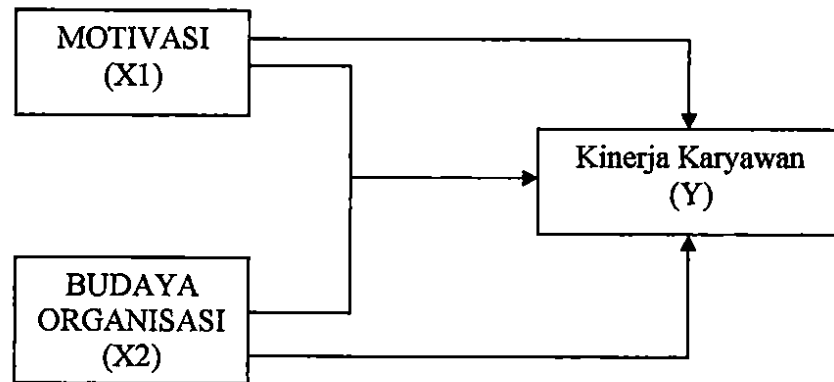 MOTIVASI
(X1)
Kinerja Karyawan
(Y)
BUDAYA
ORGANISASI
(X2)